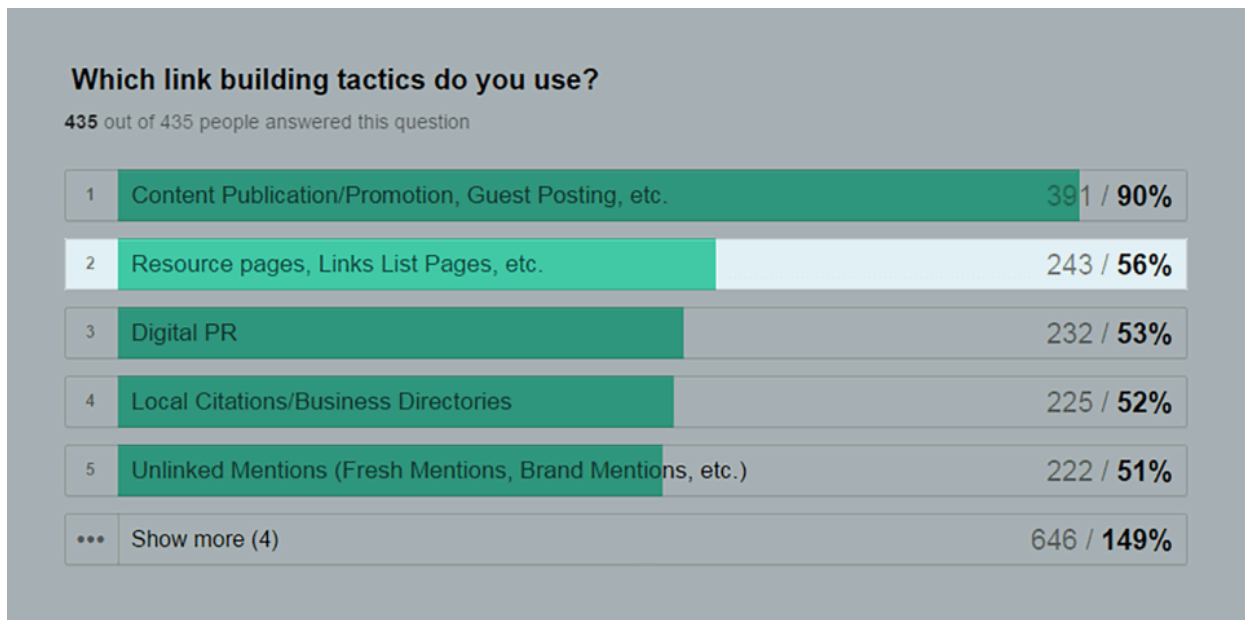 Which link building tactics do you use?
435 out of 435 people answered this question
1 Content Publication/Promotion, Guest Posting, etc. 391 / 90%
2 Resource pages, Links List Pages, etc. 243 / 56%
3 Digital PR 232 / 53%
4 Local Citations/Business Directories 225 / 52%
5 Unlinked Mentions (Fresh Mentions, Brand Mentions, etc.) 222 / 51%
••• Show more (4) 646 / 149%